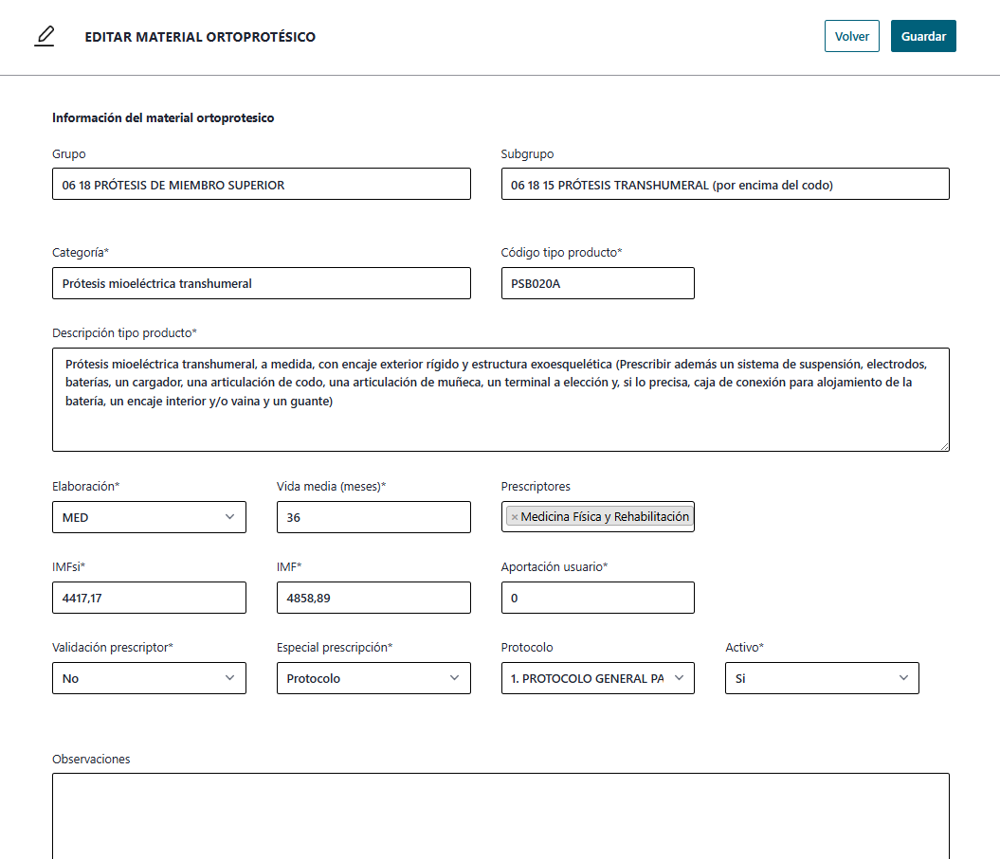 EDITAR MATERIAL ORTOPROTÉSICO
Volver
Guardar
Información del material ortoprotesico
Grupo
Subgrupo
06 18 PRÓTESIS DE MIEMBRO SUPERIOR
06 18 15 PRÓTESIS TRANSHUMERAL (por encima del codo)
Categoría*
Código tipo producto*
Prótesis mioeléctrica transhumeral
PSB020A
Descripción tipo producto*
Prótesis mioeléctrica transhumeral, a medida, con encaje exterior rígido y estructura exoesquelética (Prescribir además un sistema de suspensión, electrodos,
baterías, un cargador, una articulación de codo, una articulación de muñeca, un terminal a elección y, si lo precisa, caja de conexión para alojamiento de la
batería, un encaje interior y/o vaina y un guante)
Elaboración*
Vida media (meses)*
Prescriptores
MED
36
× Medicina Física y Rehabilitación
IMFsi*
IMF*
Aportación usuario*
4417,17
4858,89
0
Validación prescriptor*
Especial prescripción*
Protocolo
Activo*
No
Protocolo
1. PROTOCOLO GENERAL PA
Si
Observaciones